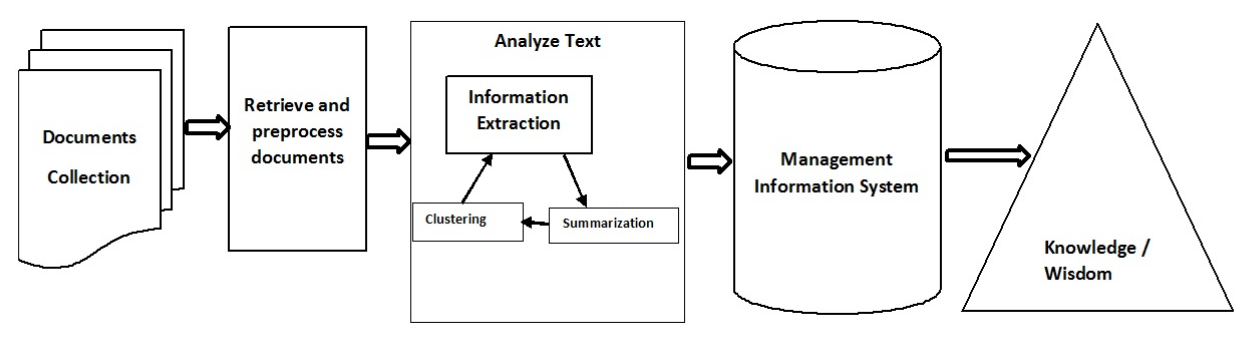 Documents
Collection
Retrieve and
preprocess
documents
Analyze Text
Information
Extraction
Clustering
Summarization
Management
Information System
Knowledge /
Wisdom